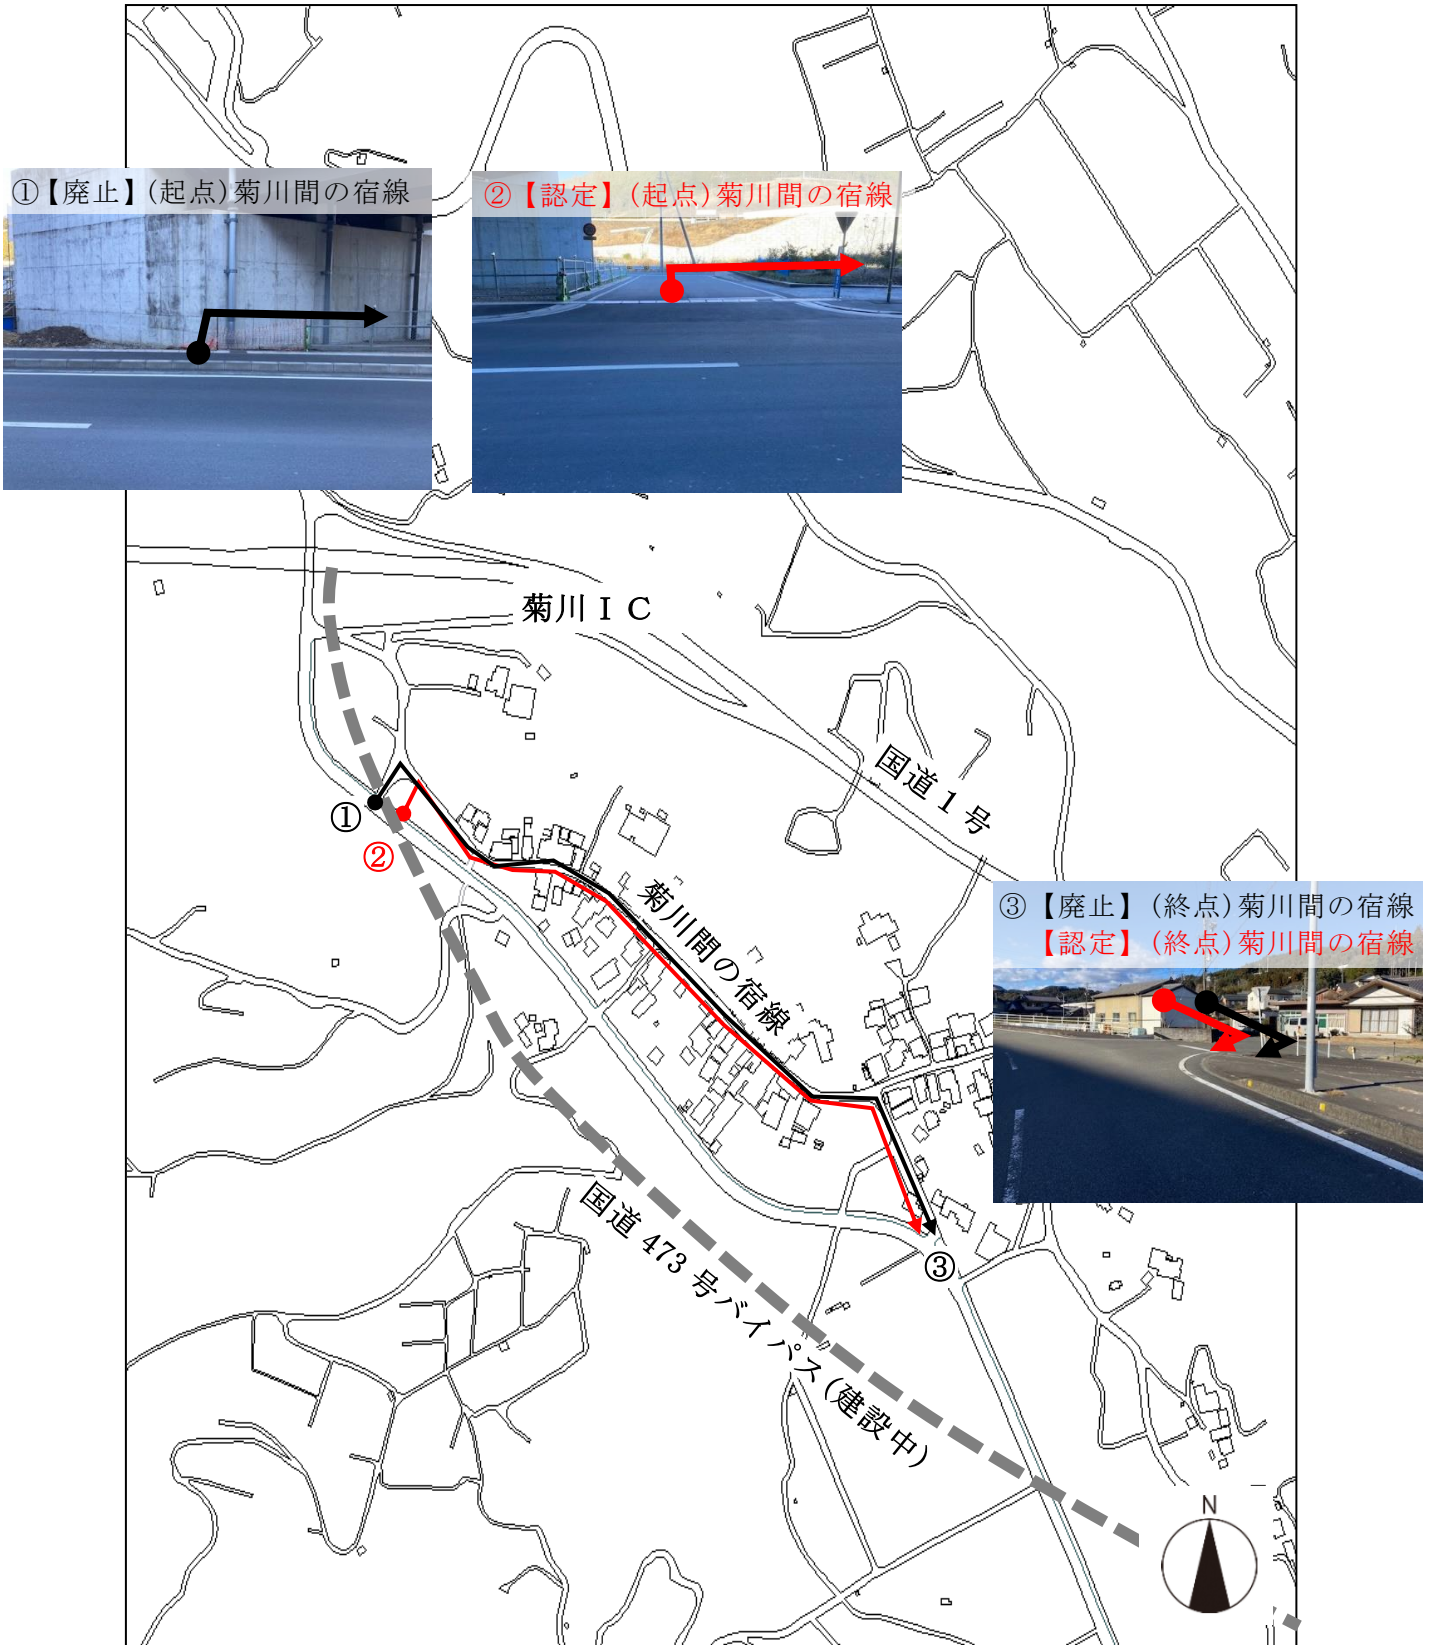 ①【廃止】(起点)菊川間の宿線
②【認定】(起点)菊川間の宿線
菊川ＩＣ
国道1号
①
②
菊川間の宿線
③【廃止】(終点)菊川間の宿線
【認定】(終点)菊川間の宿線
国道473号バイパス(建設中)
③
N